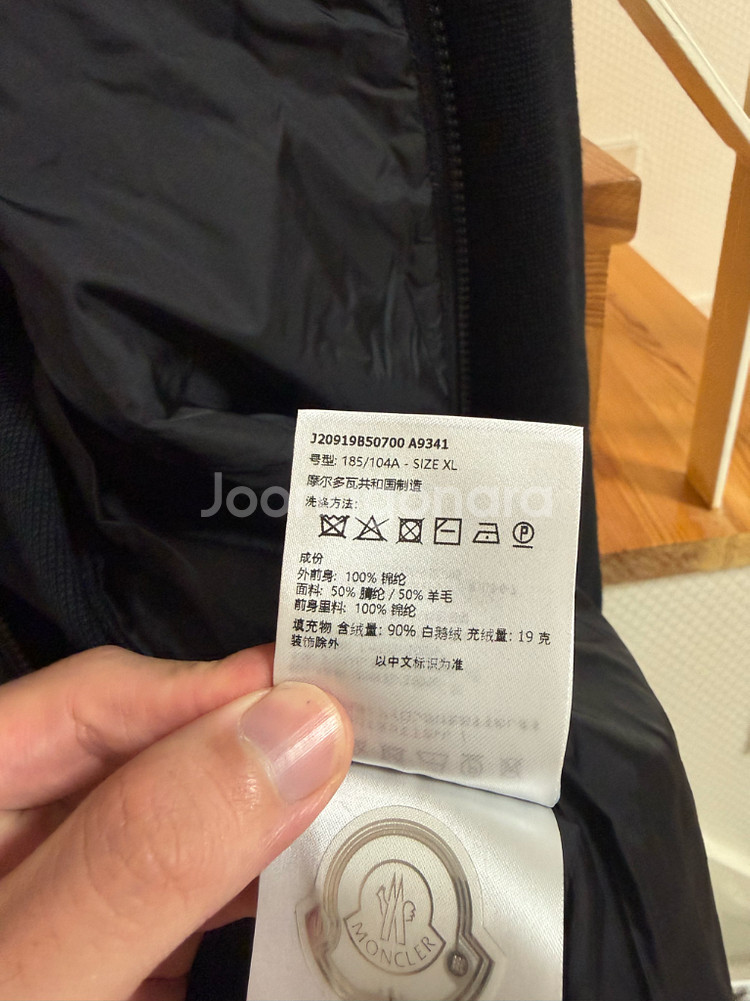 J20919B50700 A9341
号型: 185/104A - SIZE XL
摩尔多瓦共和国制造
洗涤方法:
P
成份
外前身: 100% 锦纶
面料: 50% 腈纶 / 50% 羊毛
前身里料: 100% 锦纶
填充物 含绒量: 90% 白鹅绒 充绒量: 19 克
装饰除外
以中文标识为准
MONCLER